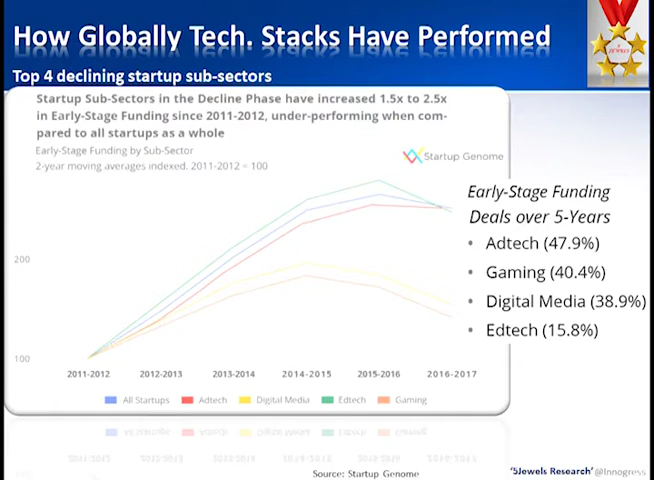 How Globally Tech. Stacks Have Performed
Top 4 declining startup sub-sectors
Startup Sub-Sectors in the Decline Phase have increased 1.5x to 2.5x
in Early-Stage Funding since 2011-2012, under-performing when com-
pared to all startups as a whole
Early-Stage Funding by Sub-Sector
2-year moving averages indexed. 2011-2012 = 100
Startup Genome
200
100
2011-2012 2012-2013 2013-2014 2014-2015 2015-2016 2016-2017
All Startups Adtech Digital Media Edtech Gaming
Early-Stage Funding
Deals over 5-Years
• Adtech (47.9%)
• Gaming (40.4%)
• Digital Media (38.9%)
• Edtech (15.8%)
Source: Startup Genome
'5Jewels Research' @Innogress